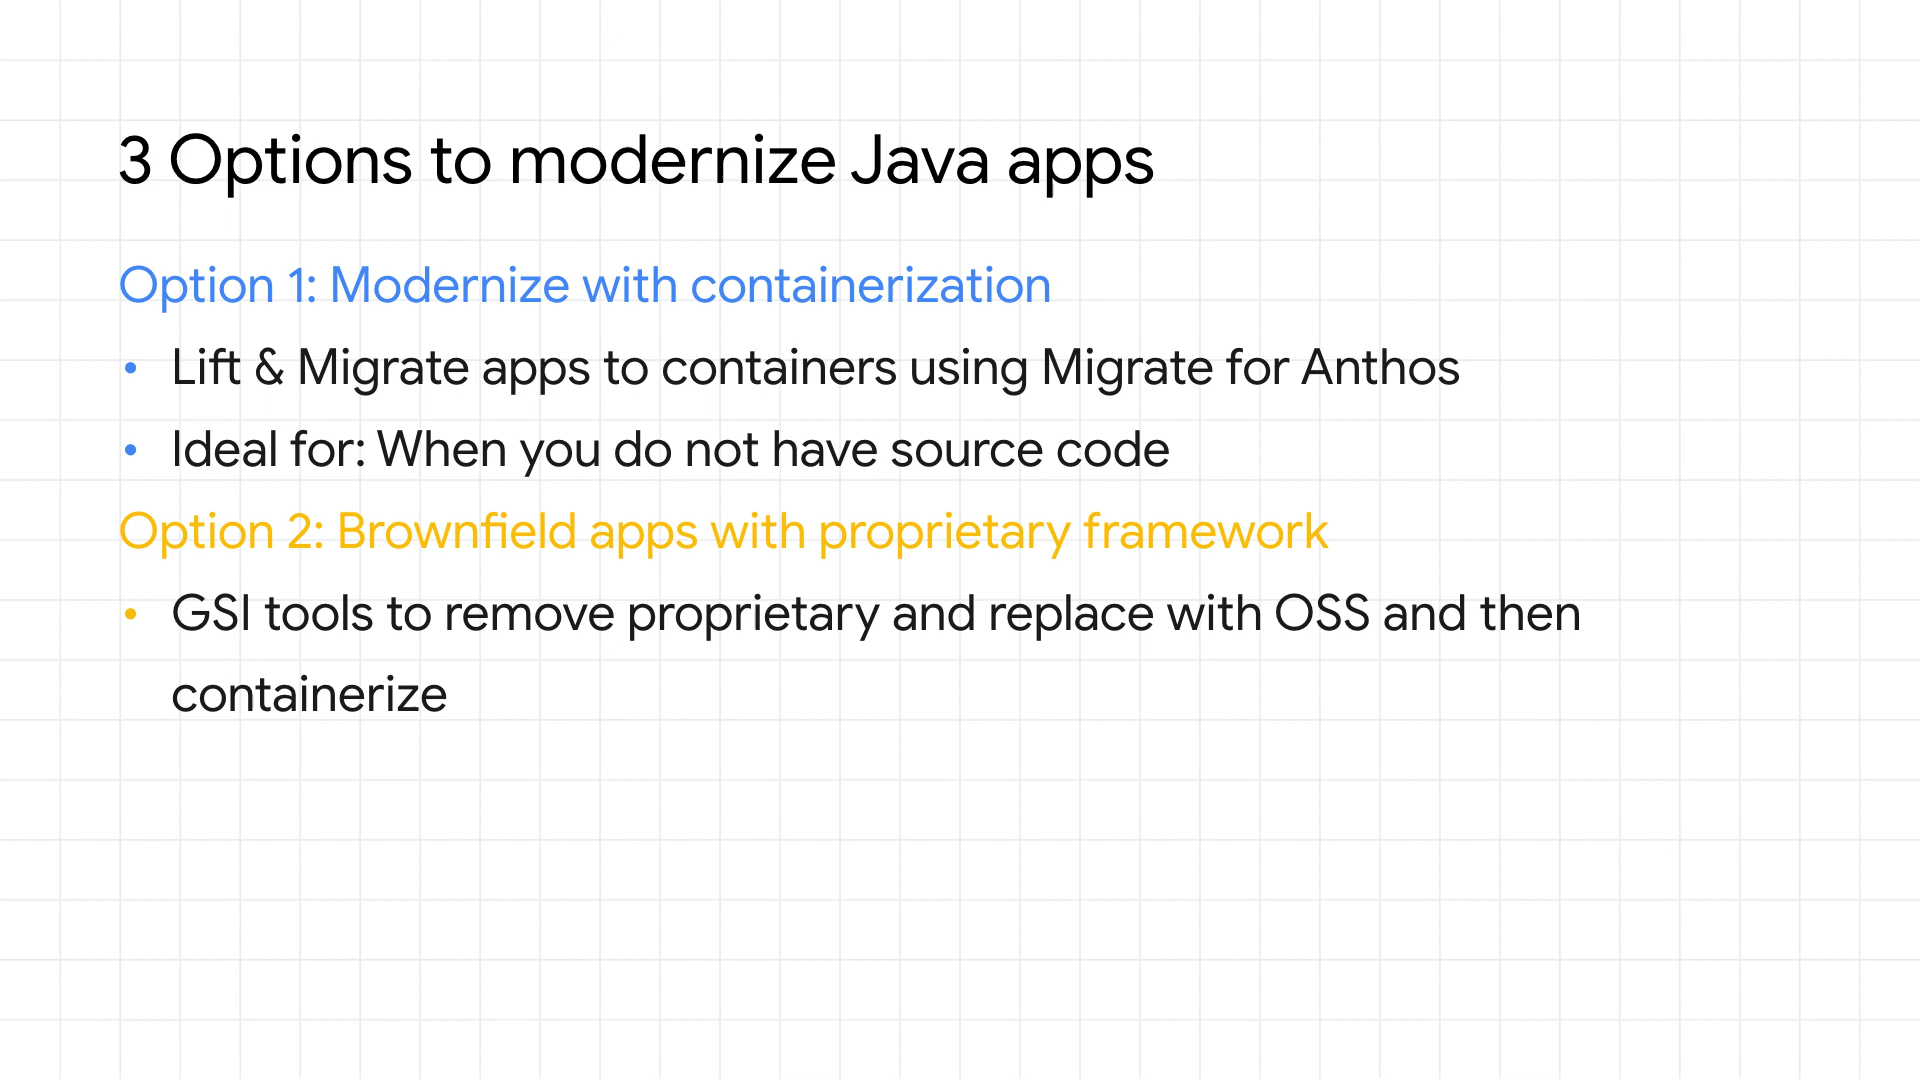 3 Options to modernize Java apps
Option 1: Modernize with containerization
• Lift & Migrate apps to containers using Migrate for Anthos
• Ideal for: When you do not have source code
Option 2: Brownfield apps with proprietary framework
• GSI tools to remove proprietary and replace with OSS and then
containerize